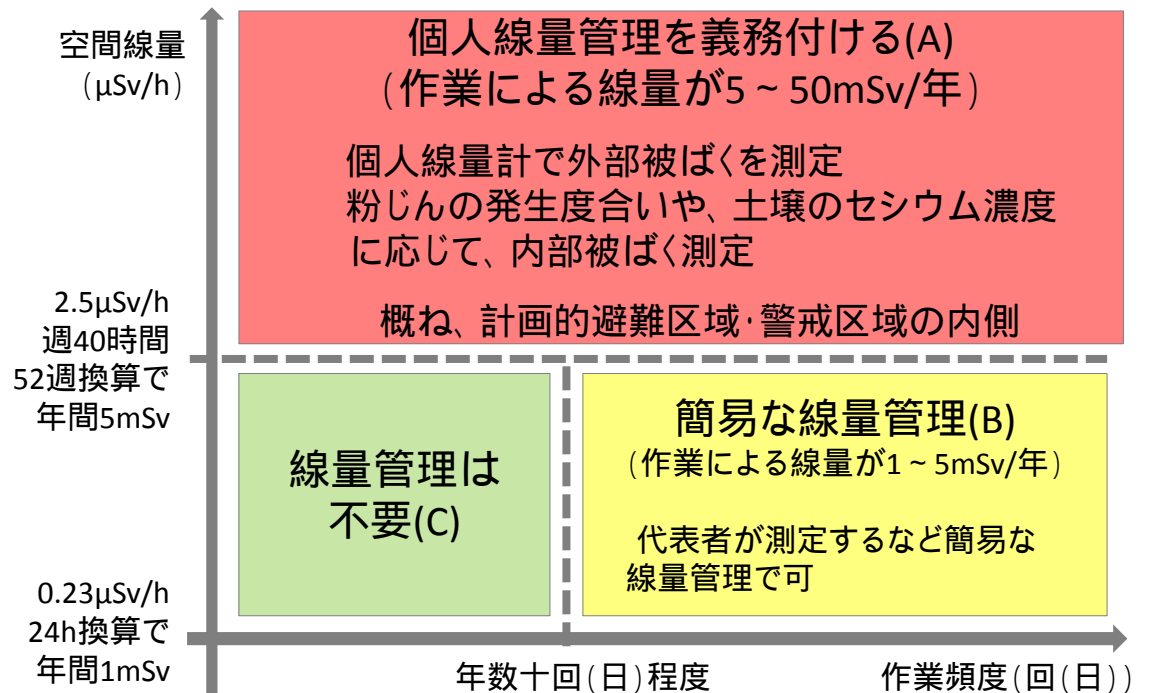 空間線量
(μSv/h)
個人線量管理を義務付ける(A)
(作業による線量が5~50mSv/年)
個人線量計で外部被ばくを測定
粉じんの発生度合いや、土壌のセシウム濃度
に応じて、内部被ばく測定
概ね、計画的避難区域・警戒区域の内側
2.5μSv/h
週40時間
52週換算で
年間5mSv
線量管理は
不要(C)
簡易な線量管理(B)
(作業による線量が1~5mSv/年)
代表者が測定するなど簡易な
線量管理で可
0.23μSv/h
24h換算で
年間1mSv
年数十回(日)程度
作業頻度(回(日))